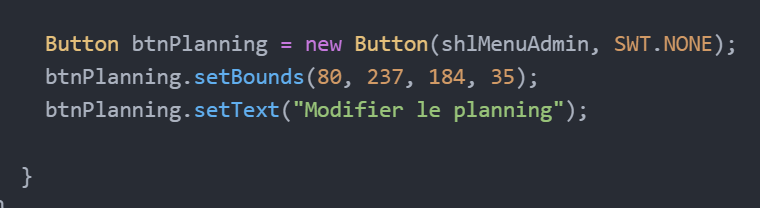 Button btnPlanning = new Button(shlMenuAdmin, SWT.NONE);
btnPlanning.setBounds(80, 237, 184, 35);
btnPlanning.setText("Modifier le planning");
}